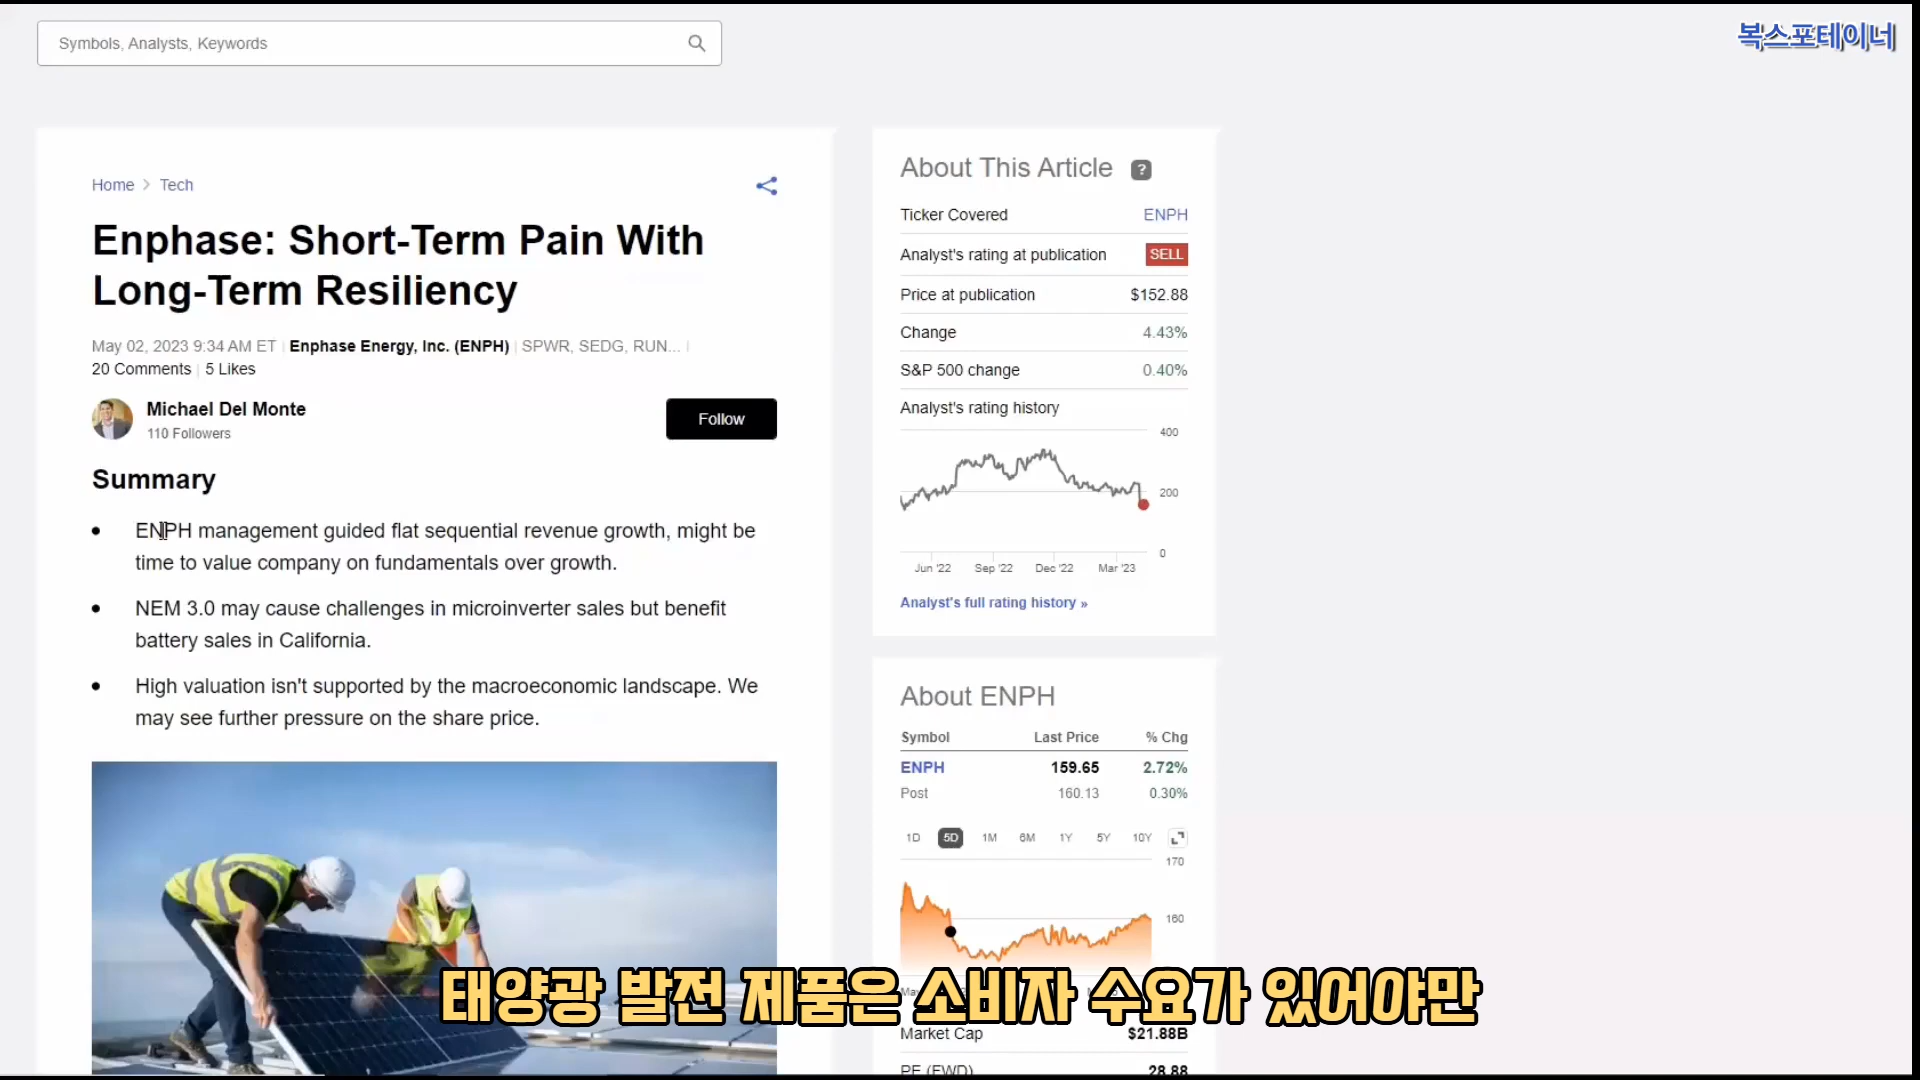 Symbols, Analysts, Keywords
복스포테이너
Home > Tech
Enphase: Short-Term Pain With
Long-Term Resiliency
May 02, 2023 9:34 AM ET | Enphase Energy, Inc. (ENPH) | SPWR, SEDG, RUN... |
20 Comments | 5 Likes
Michael Del Monte
110 Followers
Follow
Summary
• ENPH management guided flat sequential revenue growth, might be
time to value company on fundamentals over growth.
• NEM 3.0 may cause challenges in microinverter sales but benefit
battery sales in California.
• High valuation isn't supported by the macroeconomic landscape. We
may see further pressure on the share price.
About This Article ?
Ticker Covered ENPH
Analyst's rating at publication SELL
Price at publication $152.88
Change 4.43%
S&P 500 change 0.40%
Analyst's rating history
400
200
0
Jun '22 Sep '22 Dec '22 Mar '23
Analyst's full rating history »
About ENPH
Symbol Last Price % Chg
ENPH 159.65 2.72%
Post 160.13 0.30%
1D 5D 1M 6M 1Y 5Y 10Y
170
160
Market Cap $21.88B
PE (FWD) 28.88
태양광 발전 제품은 소비자 수요가 있어야만